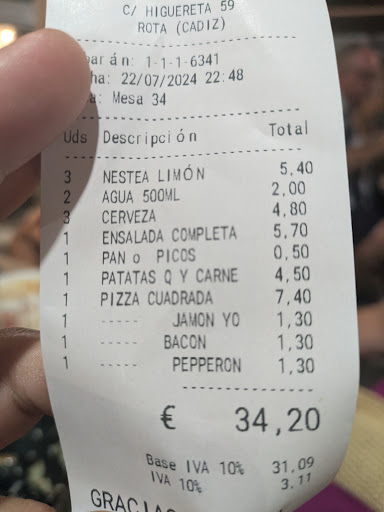 C/ HIGUERETA 59
ROTA (CADIZ)
arán: 1-1-1-6341
ha: 22/07/2024 22:48
a: Mesa 34
Uds Descripción Total
3 NESTEA LIMÓN 5,40
2 AGUA 500ML 2,00
3 CERVEZA 4,80
1 ENSALADA COMPLETA 5,70
1 PAN o PICOS 0,50
1 PATATAS Q Y CARNE 4,50
1 PIZZA CUADRADA 7,40
1 ----- JAMON YO 1,30
1 ----- BACON 1,30
1 ----- PEPPERON 1,30
€ 34,20
Base IVA 10% 31,09
IVA 10% 3,11
GRACIAS